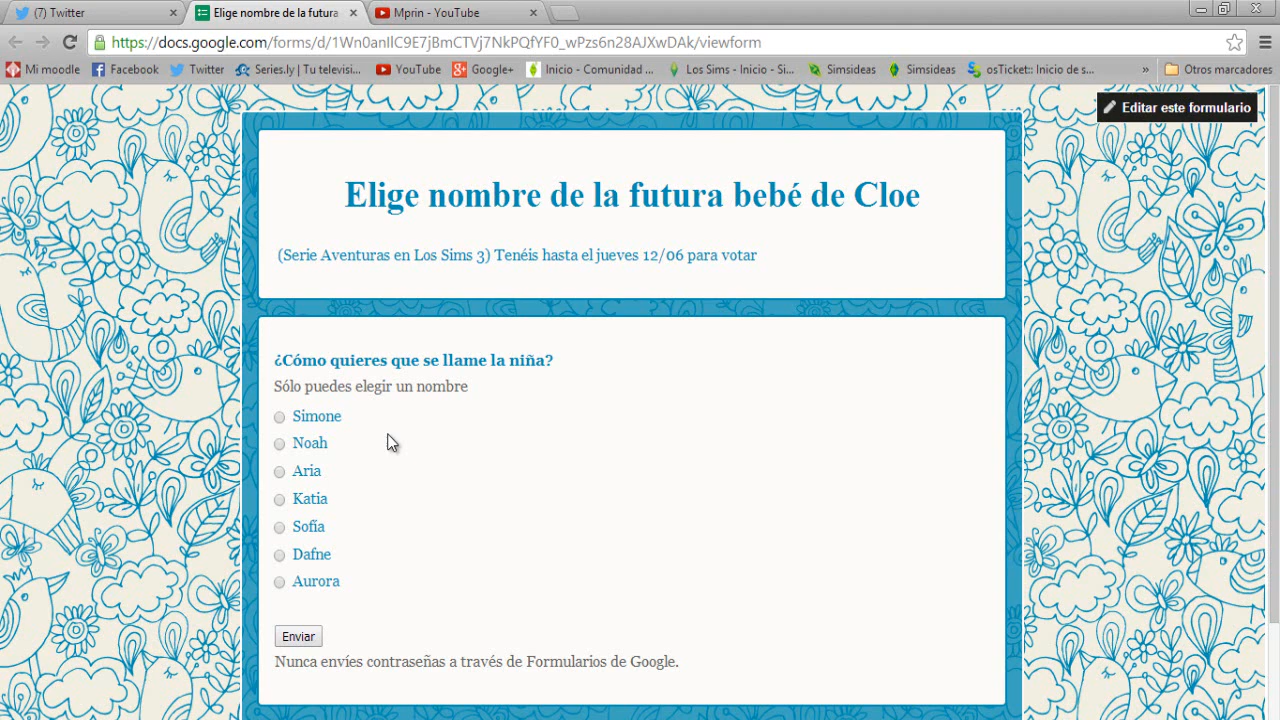 (7) Twitter
Elige nombre de la futura
Mprin - YouTube
https://docs.google.com/forms/d/1Wn0anIlC9E7jBmCTVj7NkPQfYF0_wPzs6n28AJXwDAk/viewform
Mi moodle
Facebook
Twitter
Series.ly | Tu televisi...
YouTube
Google+
Inicio - Comunidad ...
Los Sims - Inicio - Si...
Simsideas
Simsideas
osTicket:: Inicio de s...
»
Otros marcadores
Editar este formulario
Elige nombre de la futura bebé de Cloe
(Serie Aventuras en Los Sims 3) Tenéis hasta el jueves 12/06 para votar
¿Cómo quieres que se llame la niña?
Sólo puedes elegir un nombre
Simone
Noah
Aria
Katia
Sofía
Dafne
Aurora
Enviar
Nunca envíes contraseñas a través de Formularios de Google.